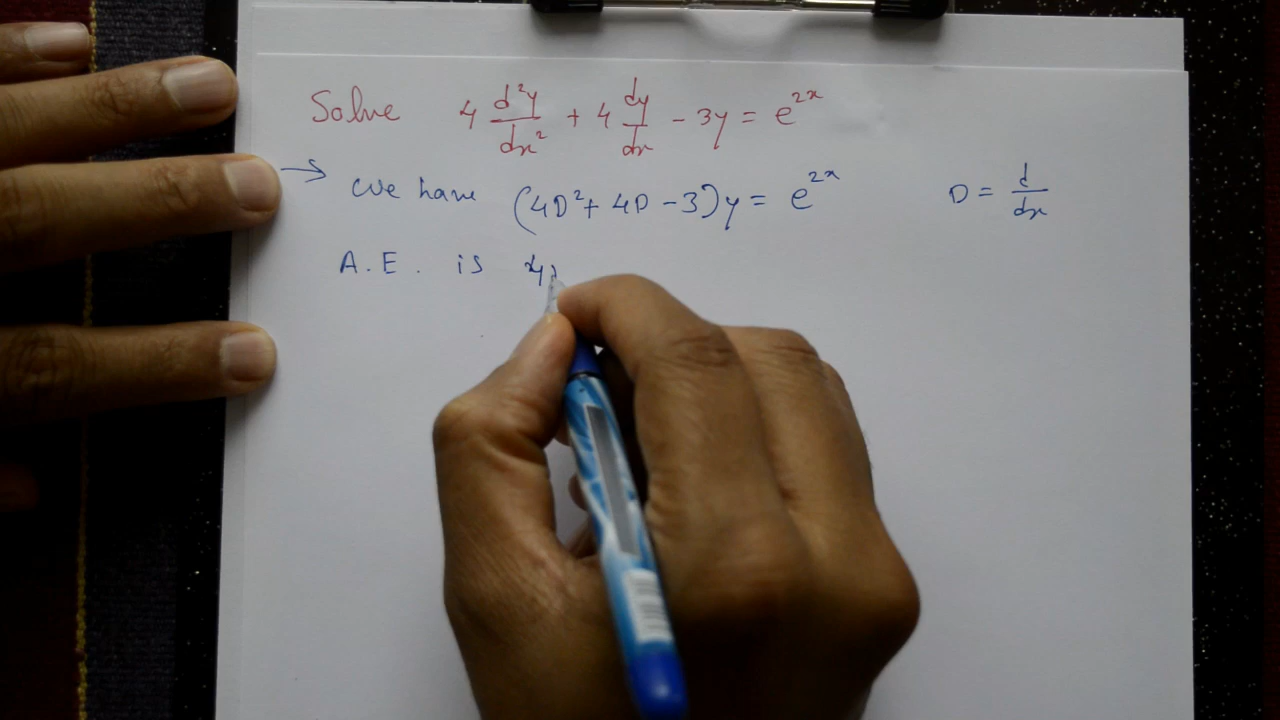 Solve 4 d²y/dx² + 4 dy/dx - 3y = e^{2x}
→ We have (4D² + 4D - 3)y = e^{2x} D = d/dx
A.E. is